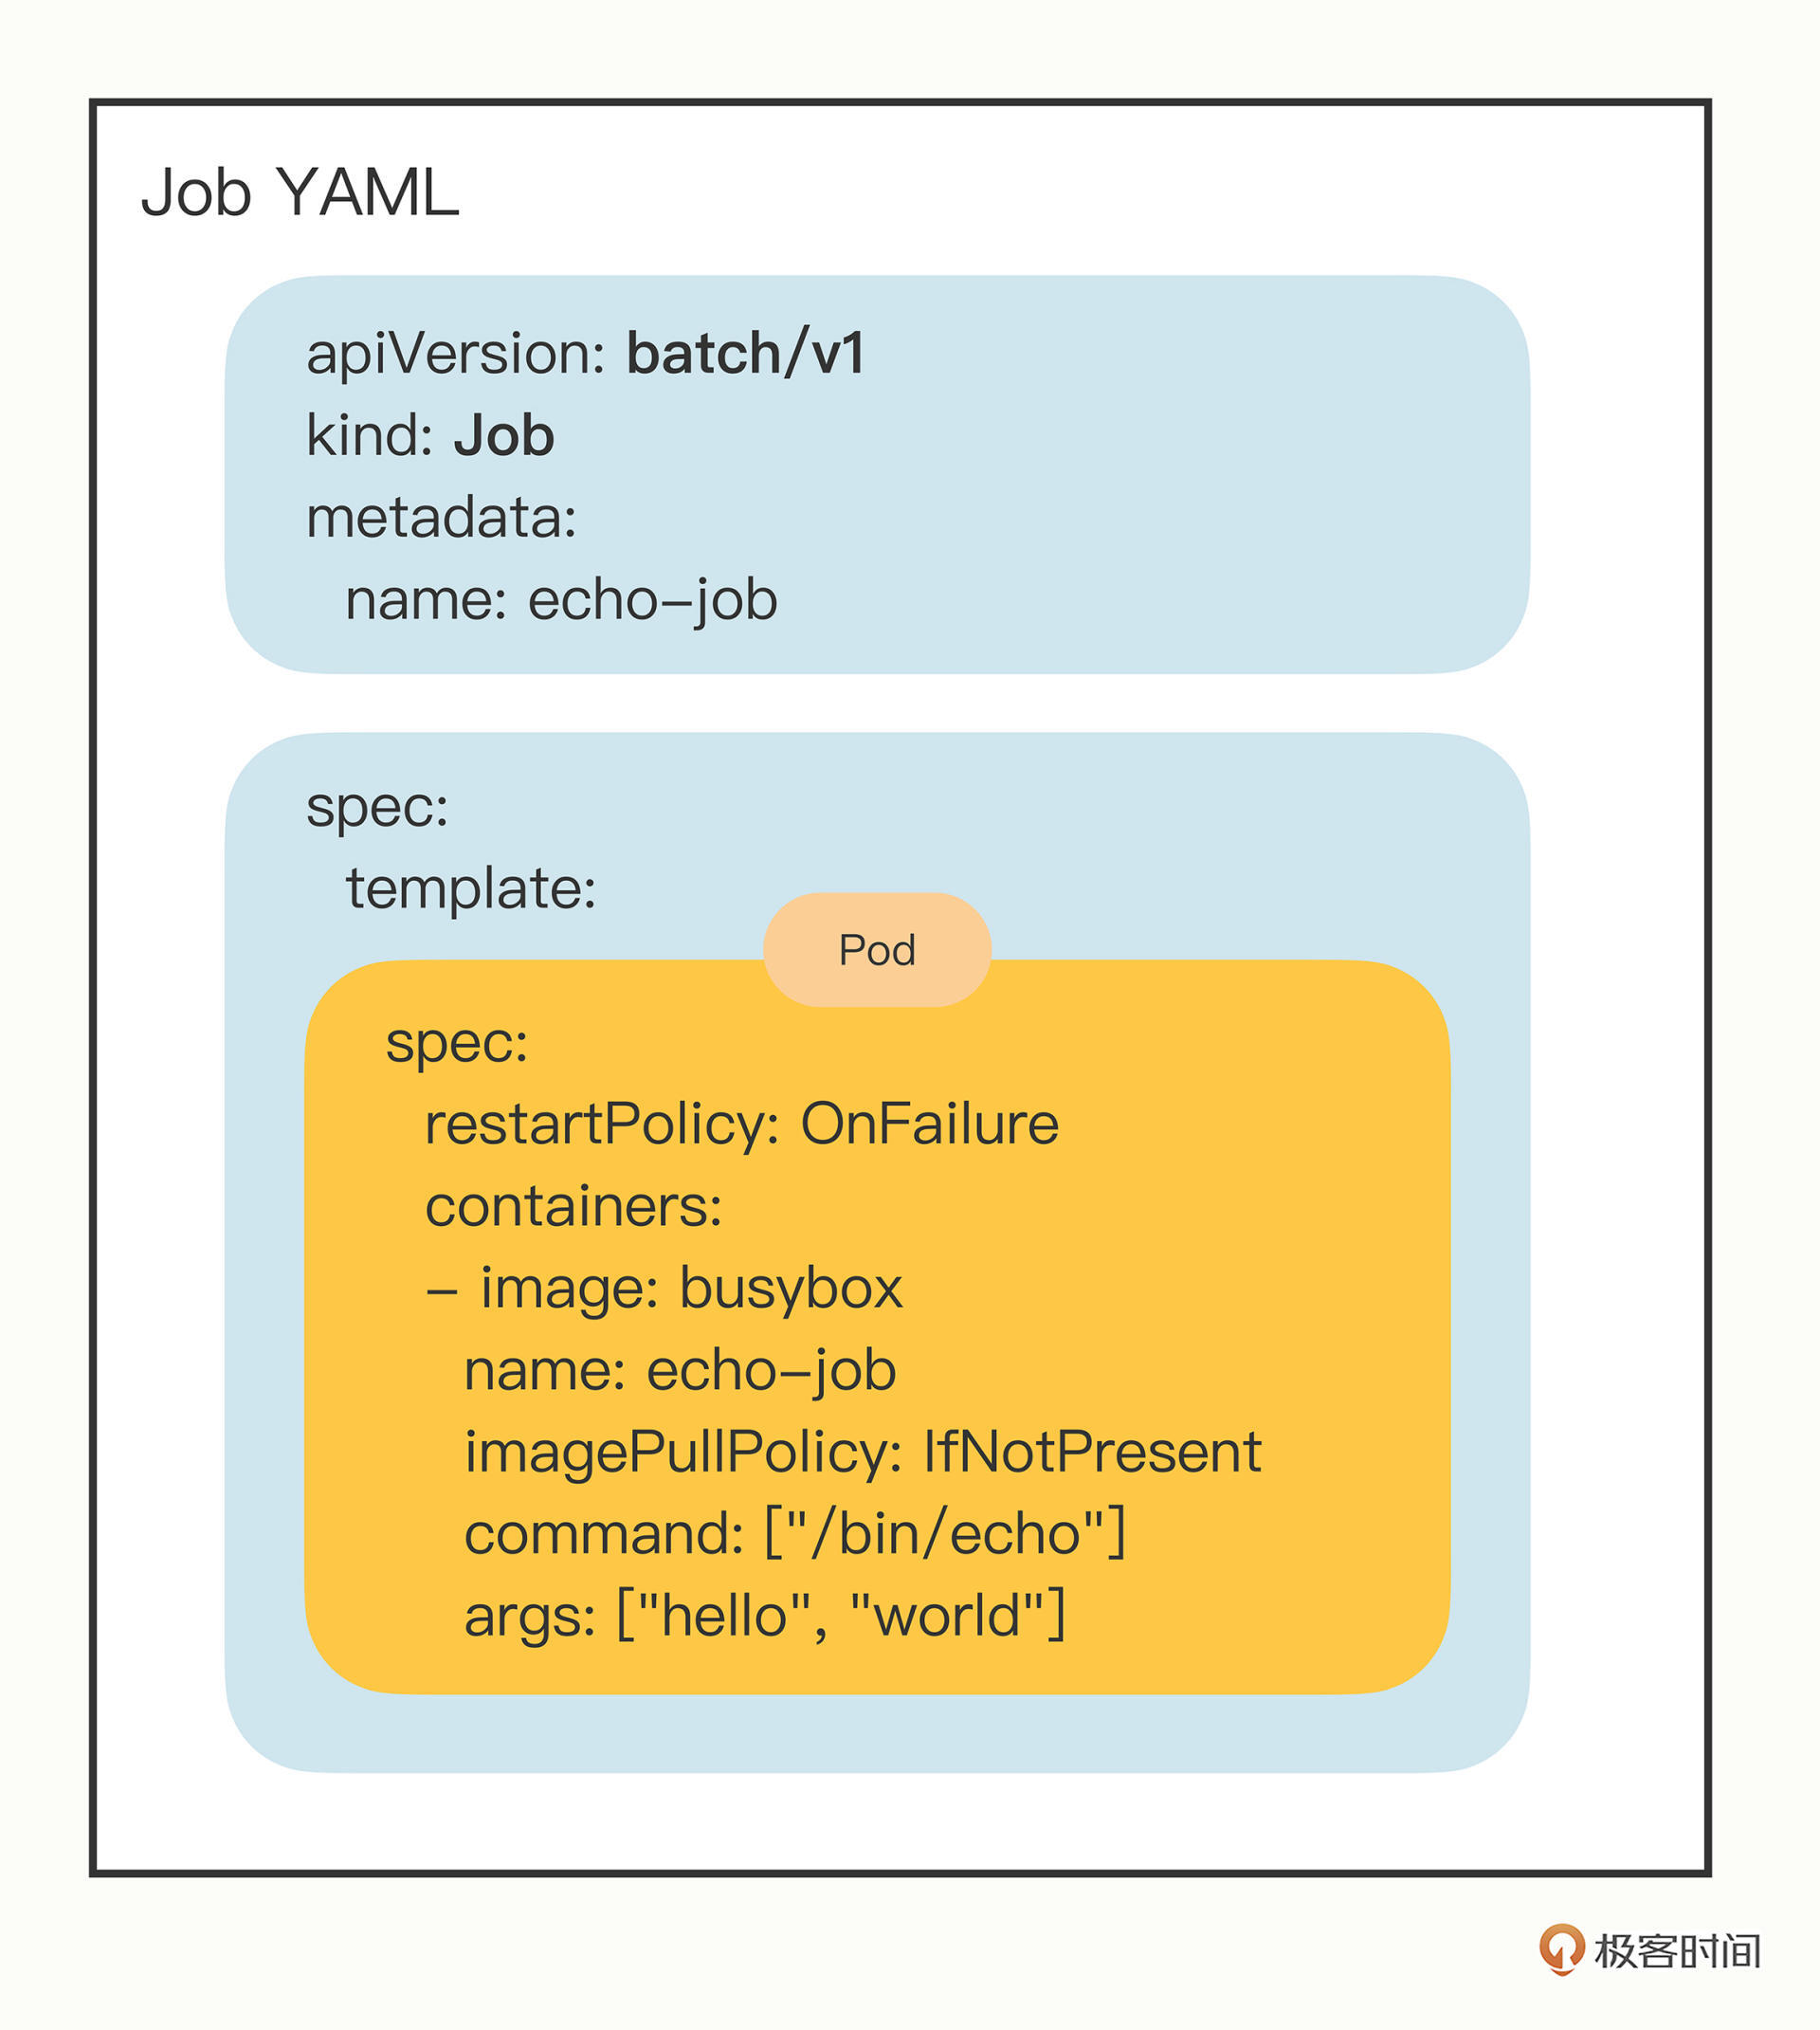 Job YAML
apiVersion: batch/v1
kind: Job
metadata:
name: echo-job
spec:
template:
Pod
spec:
restartPolicy: OnFailure
containers:
- image: busybox
name: echo-job
imagePullPolicy: IfNotPresent
command: ["/bin/echo"]
args: ["hello", "world"]
极客时间